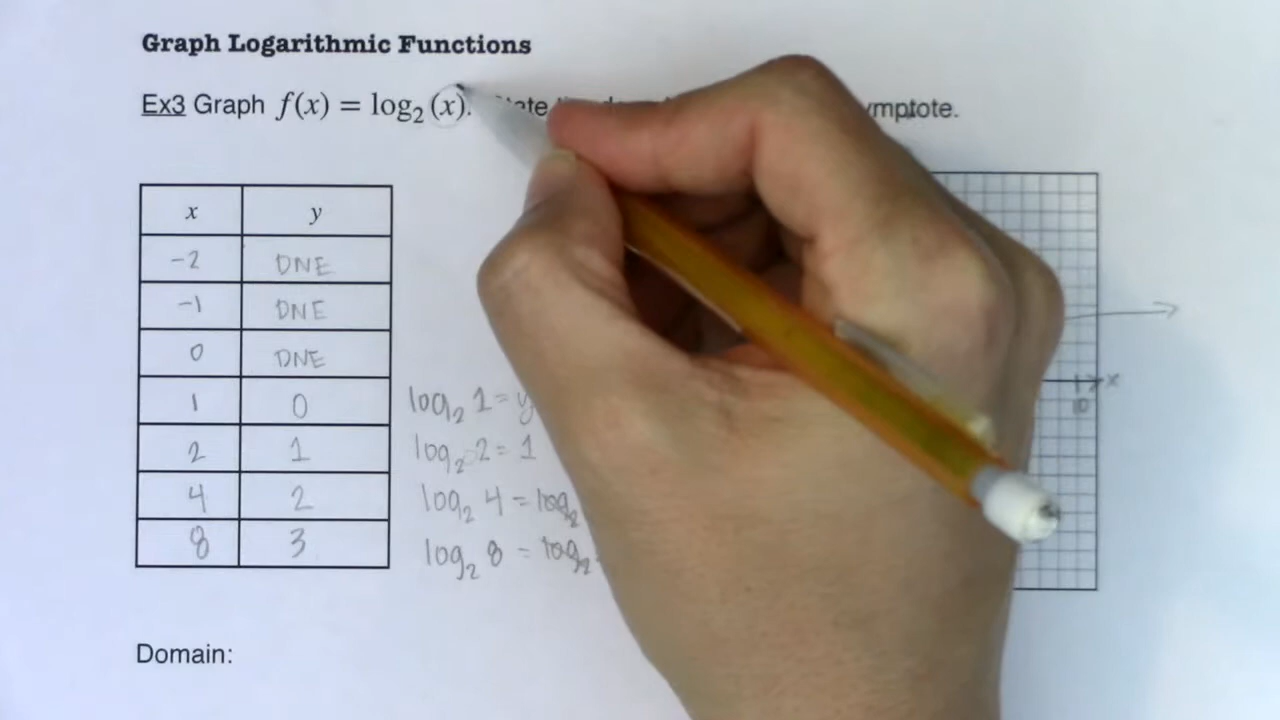 Graph Logarithmic Functions
Ex3 Graph f(x) = log₂ (x). mptote.
x y
-2 DNE
-1 DNE
0 DNE
1 0 log₂ 1 = y
2 1 log₂ 2 = 1
4 2 log₂ 4 = log₂
8 3 log₂ 8 = log₂
x
10
Domain: